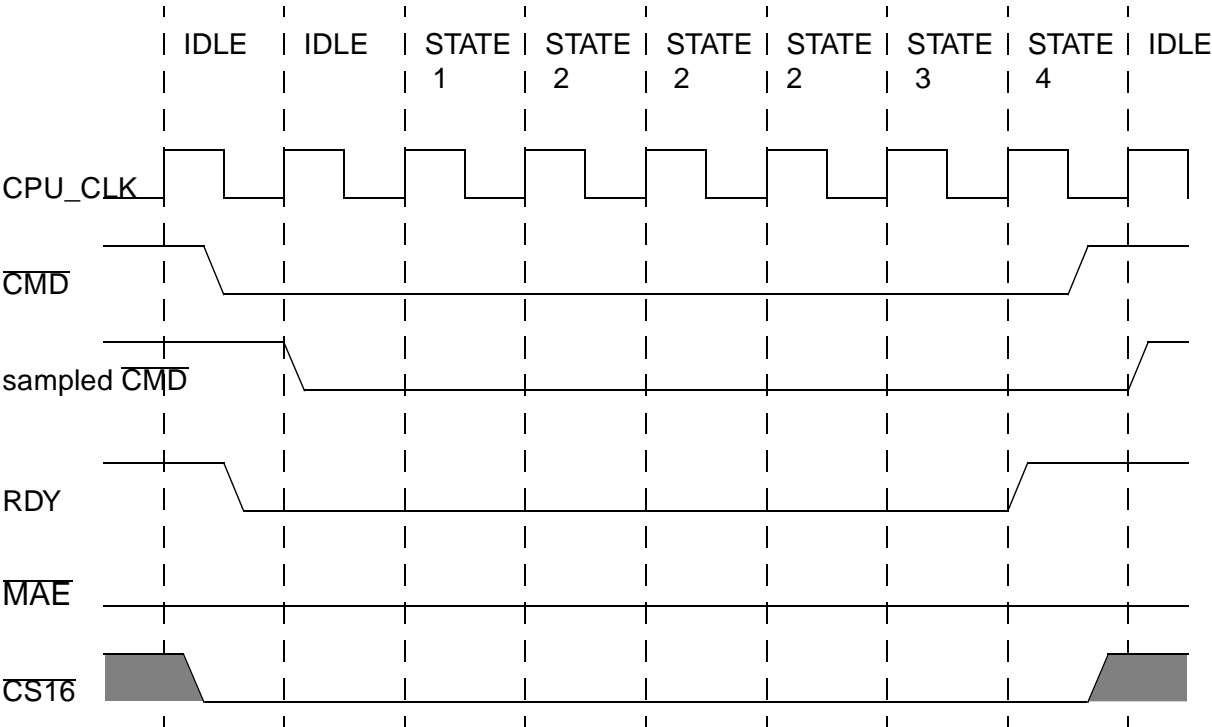 IDLE IDLE STATE STATE STATE STATE STATE STATE IDLE
1 2 2 2 3 4
CPU_CLK
CMD
sampled CMD
RDY
MAE
CS16